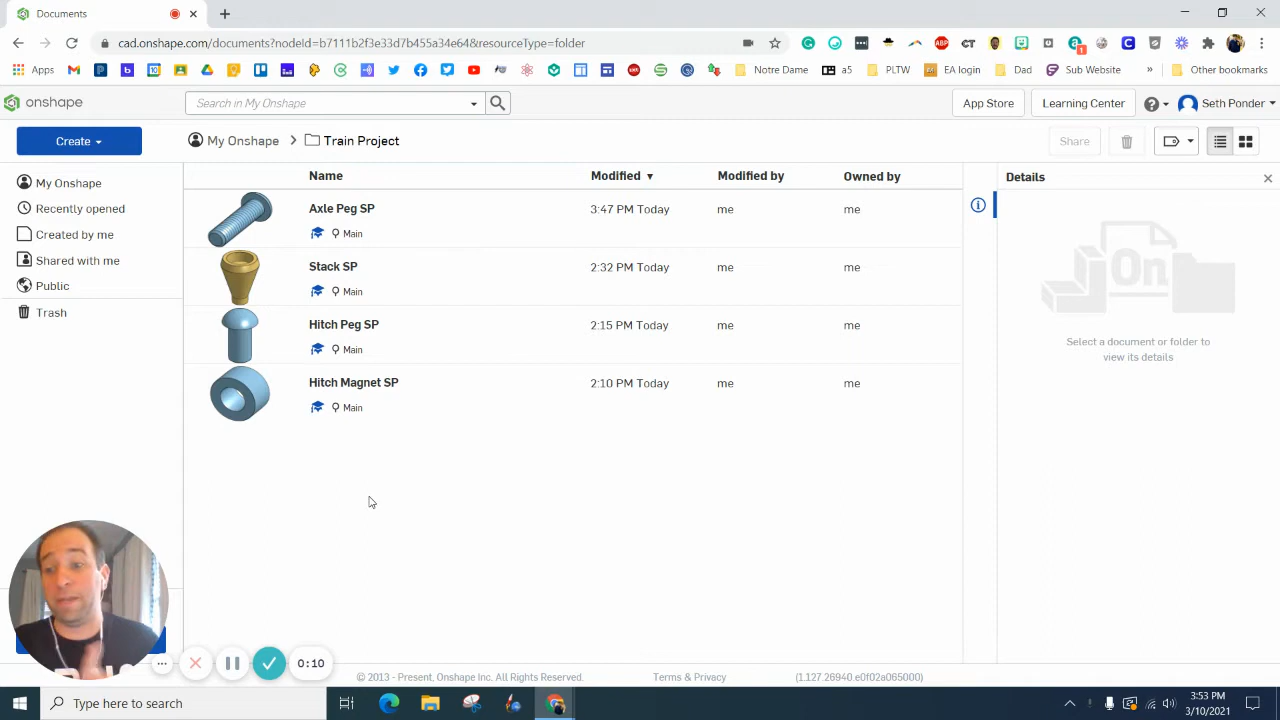 Documents
cad.onshape.com/documents?nodeId=b7111b2f3e33d7b455a34e64&resourceType=folder
Apps
Notre Dame
a5
PLTW
EA login
Dad
Sub Website
»
Other bookmarks
onshape
Search in My Onshape
App Store
Learning Center
Seth Ponder
Create
My Onshape
Train Project
Share
My Onshape
Recently opened
Created by me
Shared with me
Public
Trash
Name
Modified
Modified by
Owned by
Axle Peg SP
Main
3:47 PM Today
me
me
Stack SP
Main
2:32 PM Today
me
me
Hitch Peg SP
Main
2:15 PM Today
me
me
Hitch Magnet SP
Main
2:10 PM Today
me
me
Details
On
Select a document or folder to
view its details
0:10
© 2013 - Present, Onshape Inc. All Rights Reserved.
Terms & Privacy
(1.127.26940.e0f02a065000)
Type here to search
3:53 PM
3/10/2021